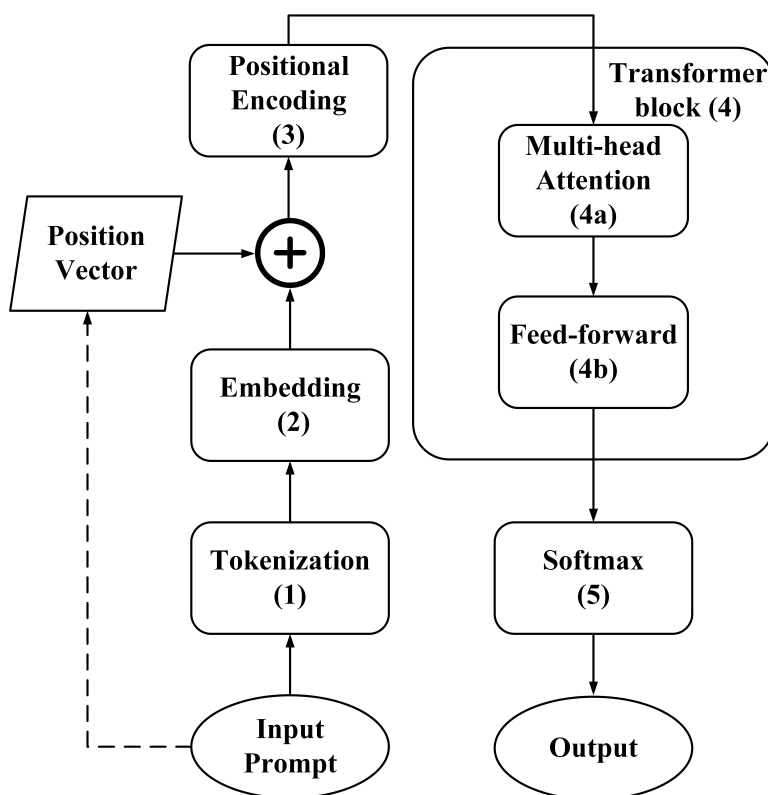 Positional
Encoding
(3)
Transformer
block (4)
Multi-head
Attention
(4a)
Position
Vector
Feed-forward
(4b)
Embedding
(2)
Tokenization
(1)
Softmax
(5)
Input
Prompt
Output